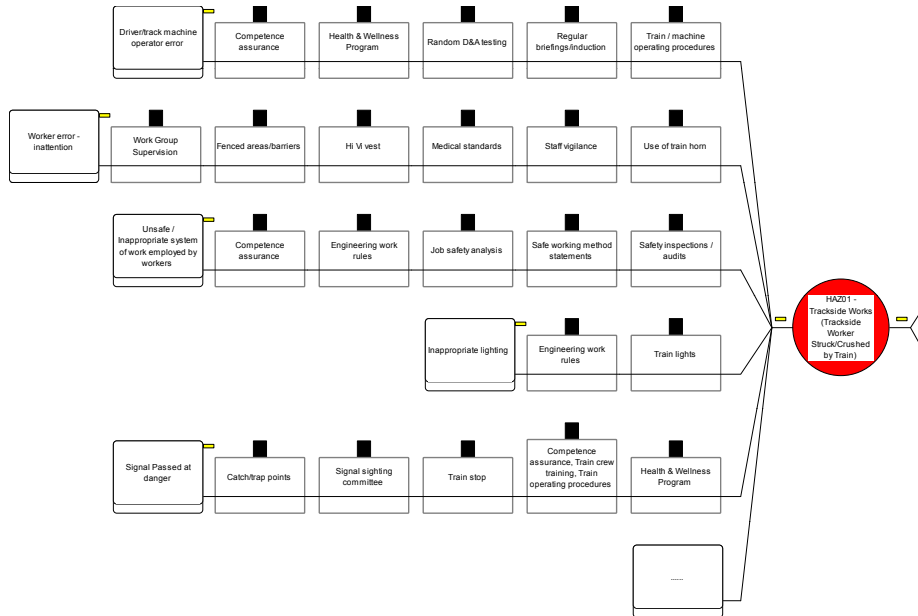 Driver/track machine
operator error
Competence
assurance
Health & Wellness
Program
Random D&A testing
Regular
briefings/induction
Train / machine
operating procedures
Worker error -
inattention
Work Group
Supervision
Fenced areas/barriers
Hi Vi vest
Medical standards
Staff vigilance
Use of train horn
Unsafe /
Inappropriate system
of work employed by
workers
Competence
assurance
Engineering work
rules
Job safety analysis
Safe working method
statements
Safety inspections /
audits
HAZ01 -
Trackside Works
(Trackside
Worker
Struck/Crushed
by Train)
Inappropriate lighting
Engineering work
rules
Train lights
Signal Passed at
danger
Catch/trap points
Signal sighting
committee
Train stop
Competence
assurance, Train crew
training, Train
operating procedures
Health & Wellness
Program
......